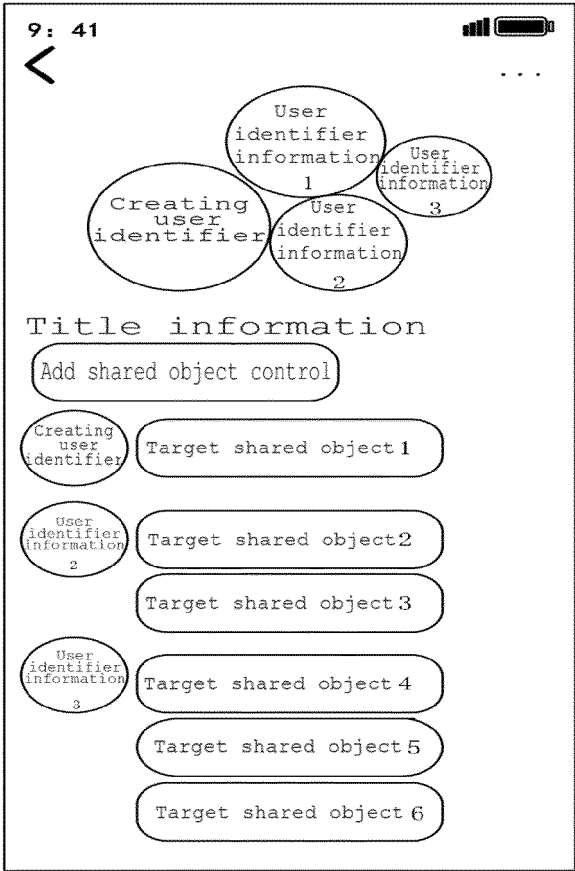 9: 41
...
User
identifier
information
1
User
identifier
information
3
Creating
user
identifier
User
identifier
information
2
Title information
Add shared object control
Creating
user
identifier
Target shared object 1
User
identifier
information
2
Target shared object 2
Target shared object 3
User
identifier
information
3
Target shared object 4
Target shared object 5
Target shared object 6